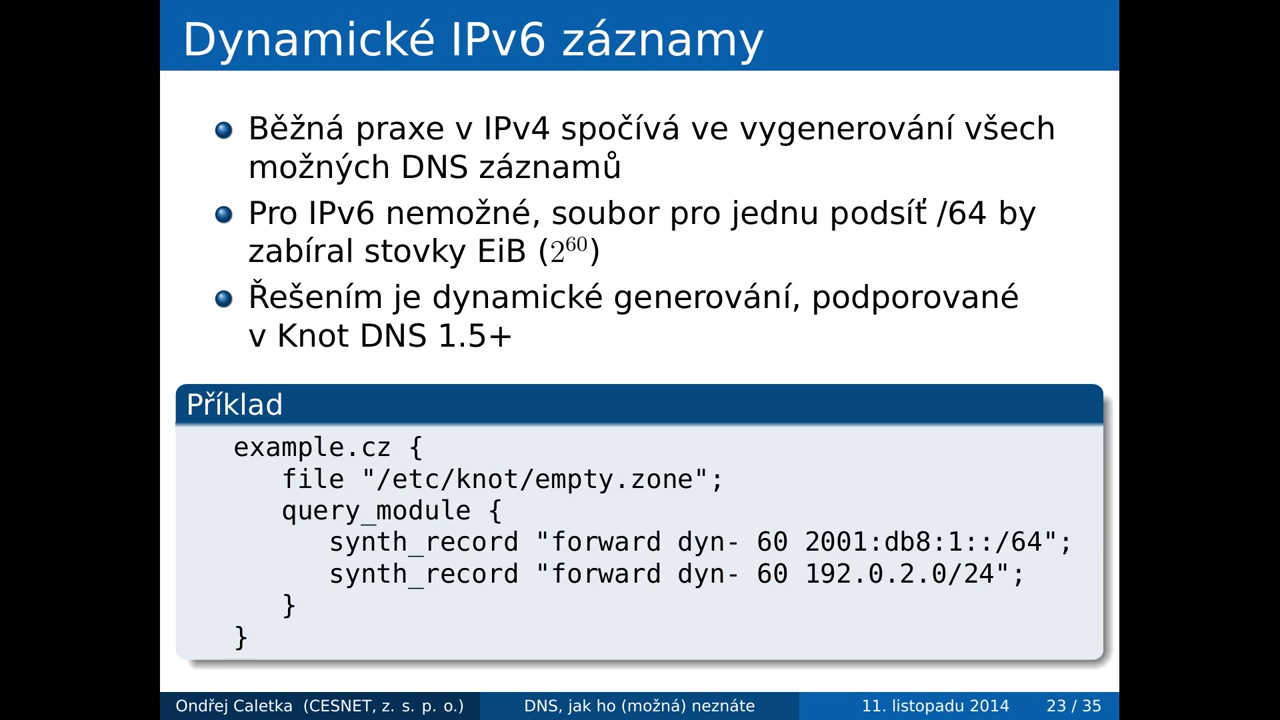 Dynamické IPv6 záznamy
Běžná praxe v IPv4 spočívá ve vygenerování všech
možných DNS záznamů
Pro IPv6 nemožné, soubor pro jednu podsíť /64 by
zabíral stovky EiB (2^60)
Řešením je dynamické generování, podporované
v Knot DNS 1.5+
Příklad
example.cz {
   file "/etc/knot/empty.zone";
   query_module {
      synth_record "forward dyn- 60 2001:db8:1::/64";
      synth_record "forward dyn- 60 192.0.2.0/24";
   }
}
Ondřej Caletka (CESNET, z. s. p. o.) DNS, jak ho (možná) neznáte 11. listopadu 2014 23 / 35